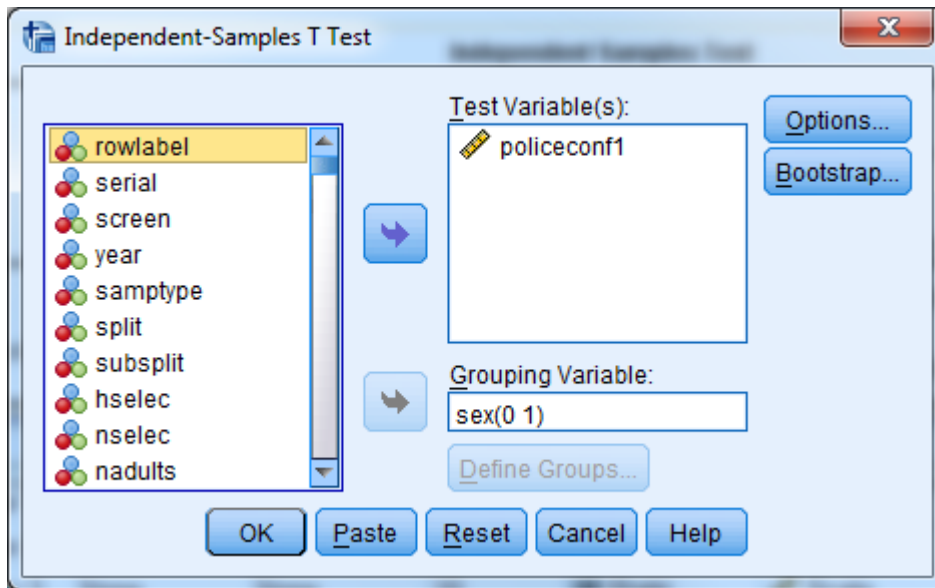 Independent-Samples T Test
rowlabel
serial
screen
year
samptype
split
subsplit
hselec
nselec
nadults
Test Variable(s):
policeconf1
Grouping Variable:
sex(0 1)
Define Groups...
Options...
Bootstrap...
OK
Paste
Reset
Cancel
Help